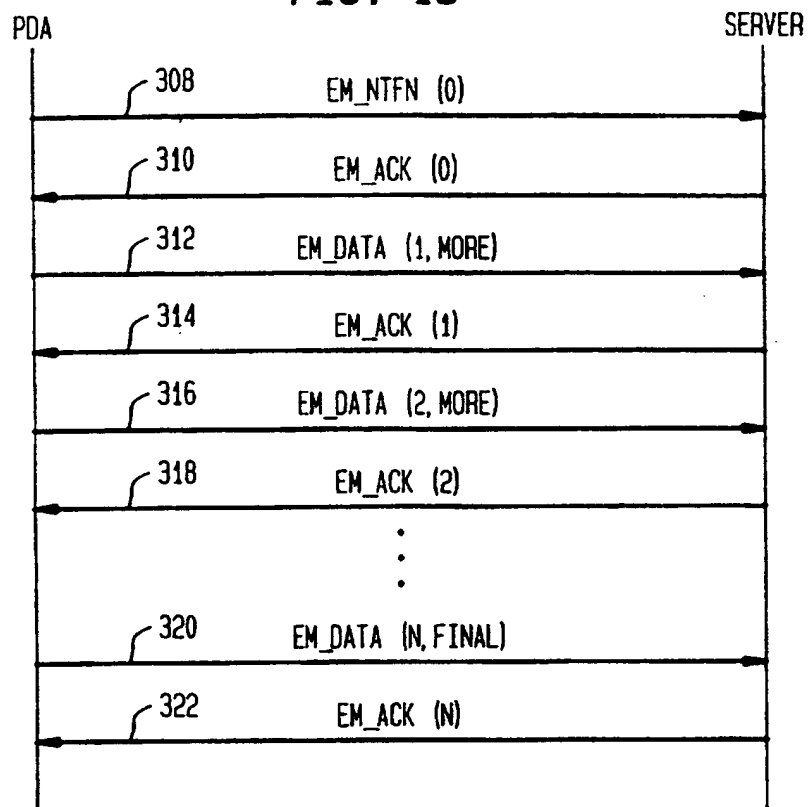 PDA
SERVER
308
EM_NTFN (0)
310
EM_ACK (0)
312
EM_DATA (1, MORE)
314
EM_ACK (1)
316
EM_DATA (2, MORE)
318
EM_ACK (2)
320
EM_DATA (N, FINAL)
322
EM_ACK (N)